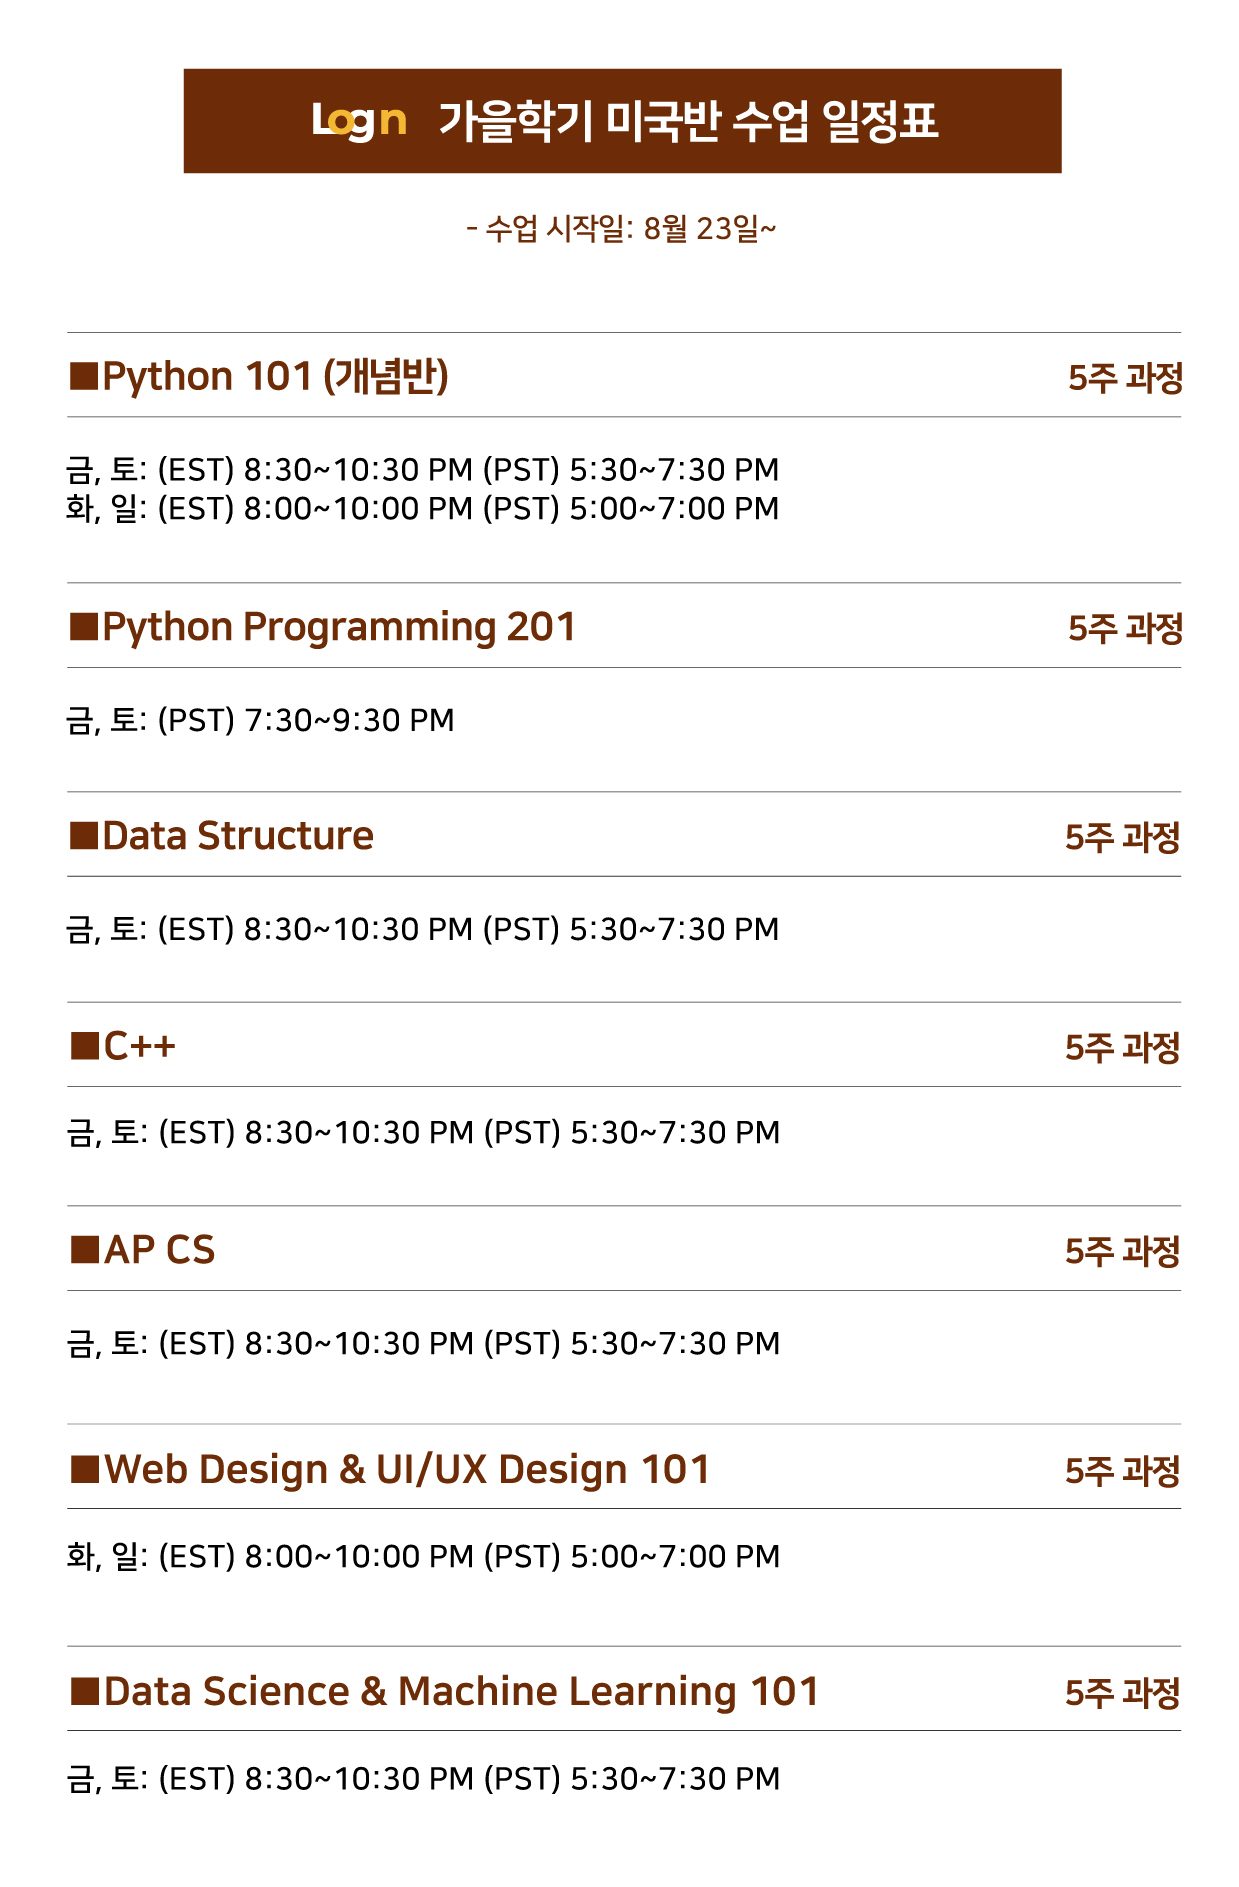 Login 가을학기 미국반 수업 일정표
- 수업 시작일: 8월 23일~
■Python 101 (개념반) 5주 과정
금, 토: (EST) 8:30~10:30 PM (PST) 5:30~7:30 PM
화, 일: (EST) 8:00~10:00 PM (PST) 5:00~7:00 PM
■Python Programming 201 5주 과정
금, 토: (PST) 7:30~9:30 PM
■Data Structure 5주 과정
금, 토: (EST) 8:30~10:30 PM (PST) 5:30~7:30 PM
■C++ 5주 과정
금, 토: (EST) 8:30~10:30 PM (PST) 5:30~7:30 PM
■AP CS 5주 과정
금, 토: (EST) 8:30~10:30 PM (PST) 5:30~7:30 PM
■Web Design & UI/UX Design 101 5주 과정
화, 일: (EST) 8:00~10:00 PM (PST) 5:00~7:00 PM
■Data Science & Machine Learning 101 5주 과정
금, 토: (EST) 8:30~10:30 PM (PST) 5:30~7:30 PM